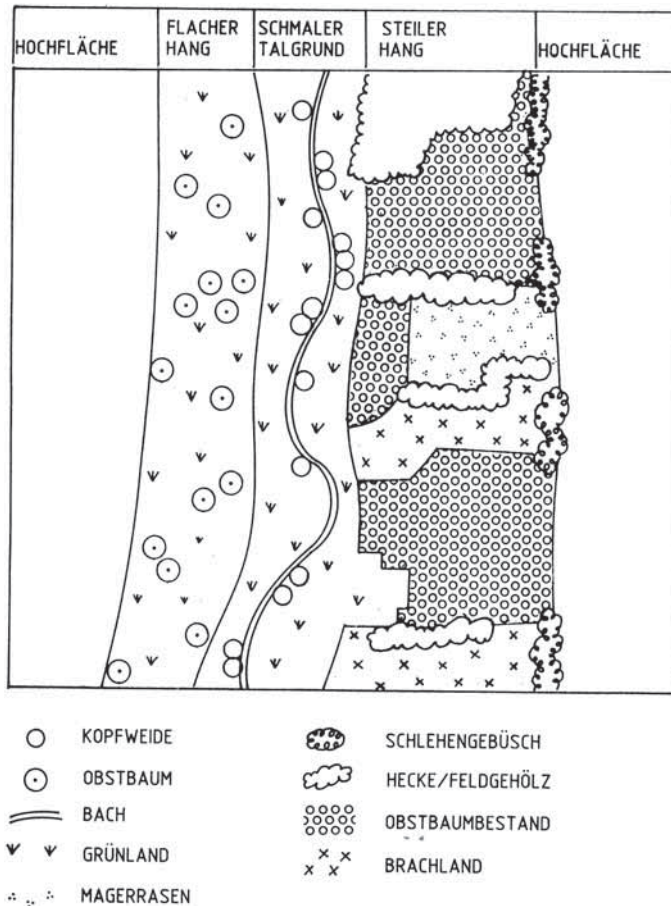 HOCHFLÄCHE
FLACHER
HANG
SCHMALER
TALGRUND
STEILER
HANG
HOCHFLÄCHE
KOPFWEIDE
OBSTBAUM
BACH
GRÜNLAND
MAGERRASEN
SCHLEHENGEBÜSCH
HECKE/FELDGEHÖLZ
OBSTBAUMBESTAND
BRACHLAND